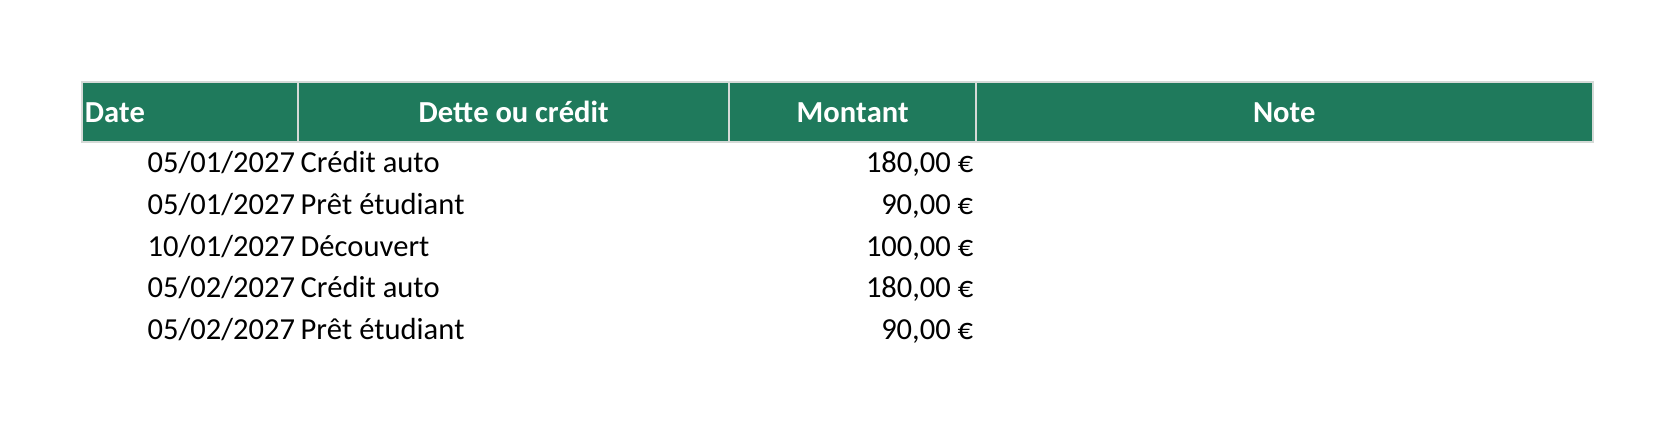 Date Dette ou crédit Montant Note
05/01/2027 Crédit auto 180,00 €
05/01/2027 Prêt étudiant 90,00 €
10/01/2027 Découvert 100,00 €
05/02/2027 Crédit auto 180,00 €
05/02/2027 Prêt étudiant 90,00 €